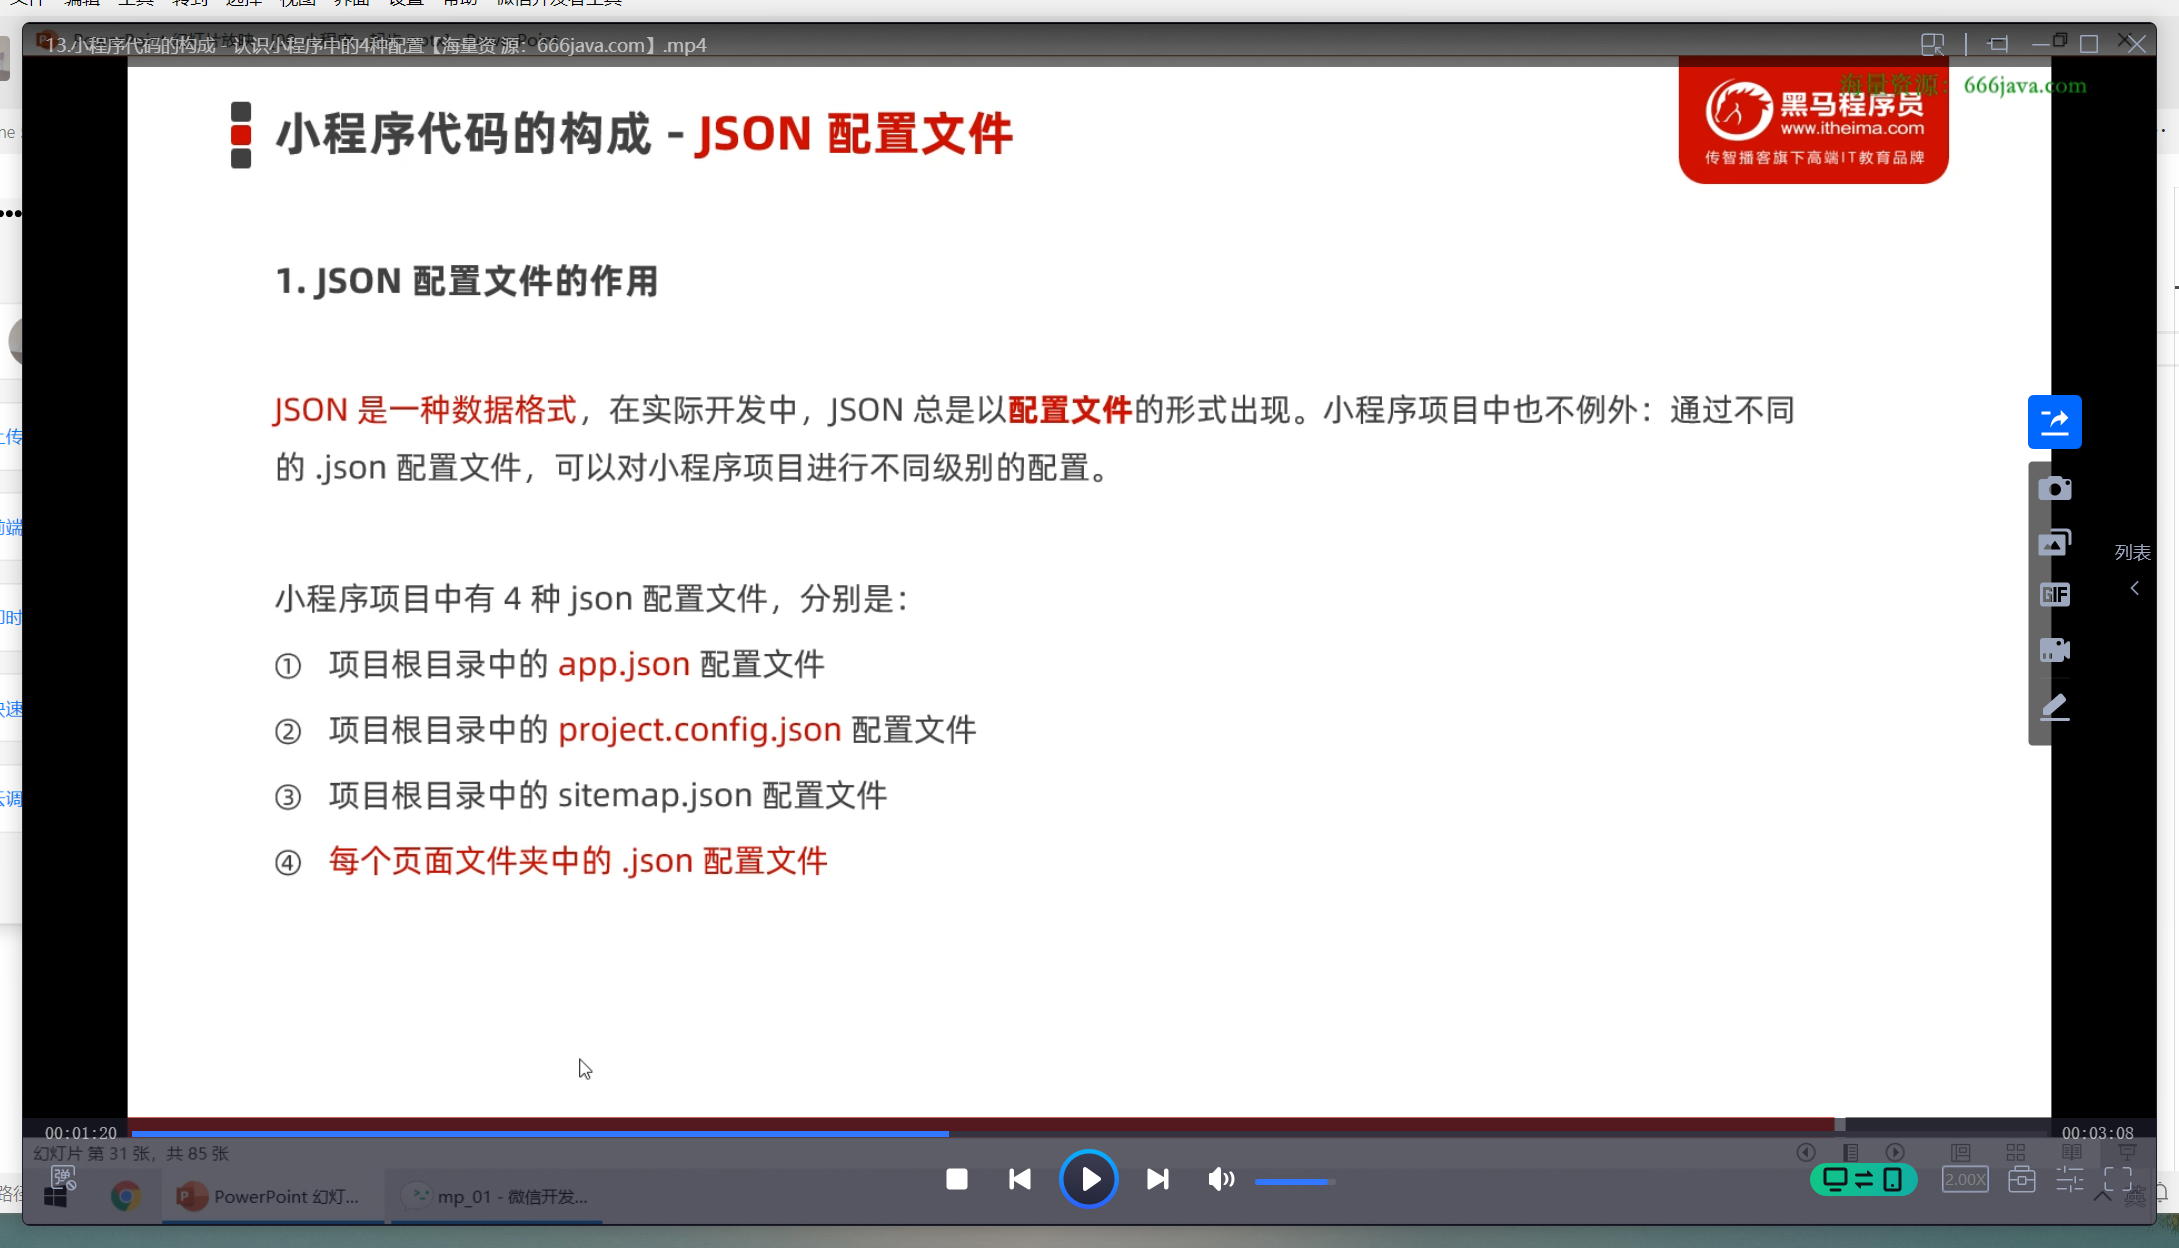 13.小程序代码的构成 - 认识小程序中的4种配置【海量资 源：666java.com】.mp4
小程序代码的构成 - JSON 配置文件
海量资源：666java.com
黑马程序员
www.itheima.com
传智播客旗下高端IT教育品牌
1. JSON 配置文件的作用
JSON 是一种数据格式，在实际开发中，JSON 总是以配置文件的形式出现。小程序项目中也不例外：通过不同
的 .json 配置文件，可以对小程序项目进行不同级别的配置。
小程序项目中有 4 种 json 配置文件，分别是：
① 项目根目录中的 app.json 配置文件
② 项目根目录中的 project.config.json 配置文件
③ 项目根目录中的 sitemap.json 配置文件
④ 每个页面文件夹中的 .json 配置文件
列表
GIF
00:01:20
00:03:08
幻灯片 第 31 张，共 85 张
弹
2.00X
PowerPoint 幻灯...
mp_01 - 微信开发...
英